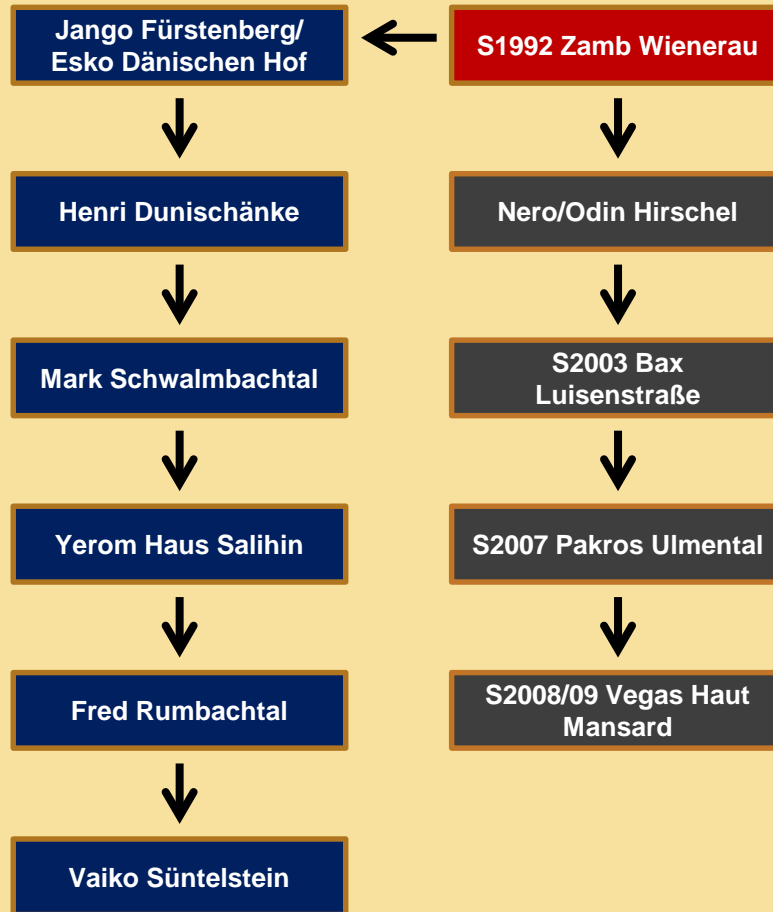 Jango Fürstenberg/
Esko Dänischen Hof
S1992 Zamb Wienerau
Henri Dunischänke
Nero/Odin Hirschel
Mark Schwalmbachtal
S2003 Bax
Luisenstraße
Yerom Haus Salihin
S2007 Pakros Ulmental
Fred Rumbachtal
S2008/09 Vegas Haut
Mansard
Vaiko Süntelstein